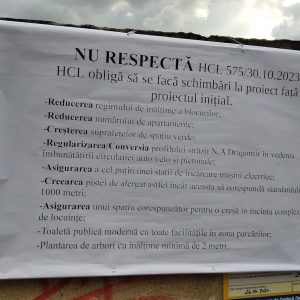 NU RESPECTĂ HCL 575/30.10.2023
HCL obligă să se facă schimbări la proiect față
proiectul inițial.
-Reducerea regimului de înălțime a blocurilor;
-Reducerea numărului de apartamente;
-Creșterea suprafețelor de spațiu verde;
-Regularizarea/Conversia profilului străzii N.A Dragomir în vederea
îmbunătățirii circulației auto velo și pietonale;
-Asigurarea a cel puțin unei stații de încărcare mașini electrice;
-Creearea pistei de alergat astfel încât aceasta să corespundă standardului
1000 metri;
-Asigurarea unui spațiu corespunzător pentru o creșă în incinta complexului
de locuințe;
-Toaletă publică modernă cu toate facilitățile în zona parcărilor;
-Plantarea de arbori cu înălțime minimă de 2 metri.